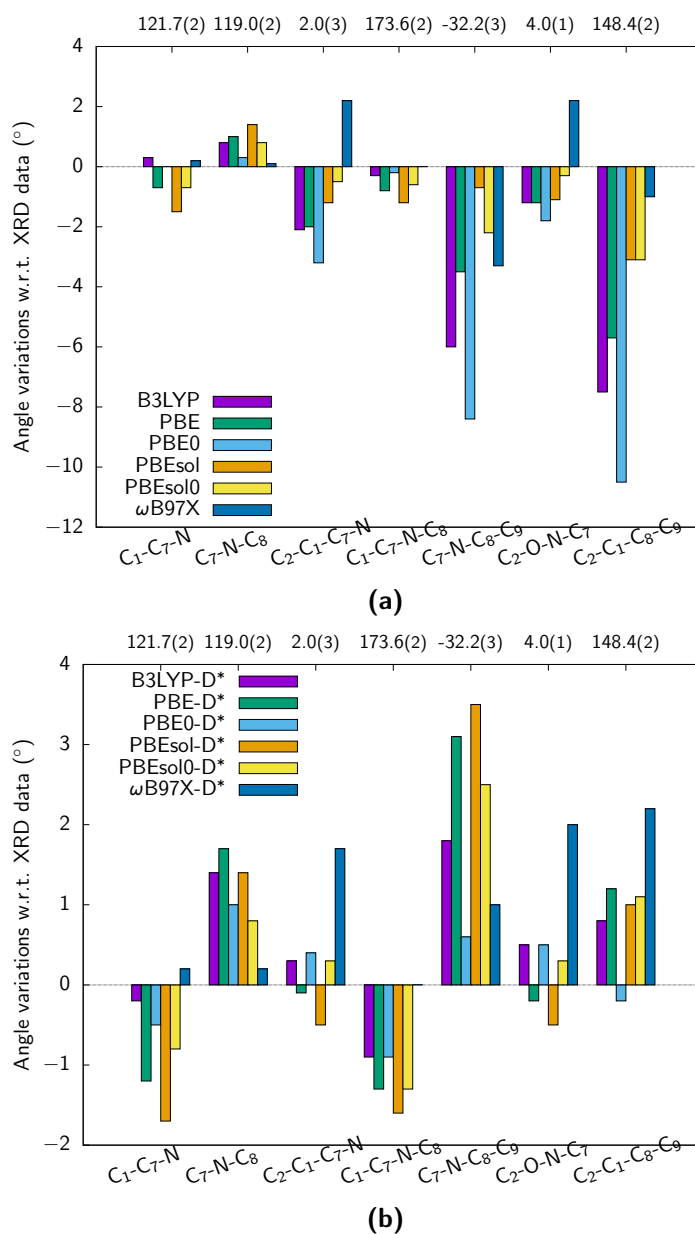 121.7(2) 119.0(2) 2.0(3) 173.6(2) -32.2(3) 4.0(1) 148.4(2)
4
2
0
−2
−4
−6
−8
−10
−12
Angle variations w.r.t. XRD data (°)
B3LYP
PBE
PBE0
PBEsol
PBEsol0
ωB97X
C₁-C₇-N C₇-N-C₈ C₂-C₁-C₇-N C₁-C₇-N-C₈ C₇-N-C₈-C₉ C₂-O-N-C₇ C₂-C₁-C₈-C₉
(a)
121.7(2) 119.0(2) 2.0(3) 173.6(2) -32.2(3) 4.0(1) 148.4(2)
4
3
2
1
0
−1
−2
Angle variations w.r.t. XRD data (°)
B3LYP-D*
PBE-D*
PBE0-D*
PBEsol-D*
PBEsol0-D*
ωB97X-D*
C₁-C₇-N C₇-N-C₈ C₂-C₁-C₇-N C₁-C₇-N-C₈ C₇-N-C₈-C₉ C₂-O-N-C₇ C₂-C₁-C₈-C₉
(b)